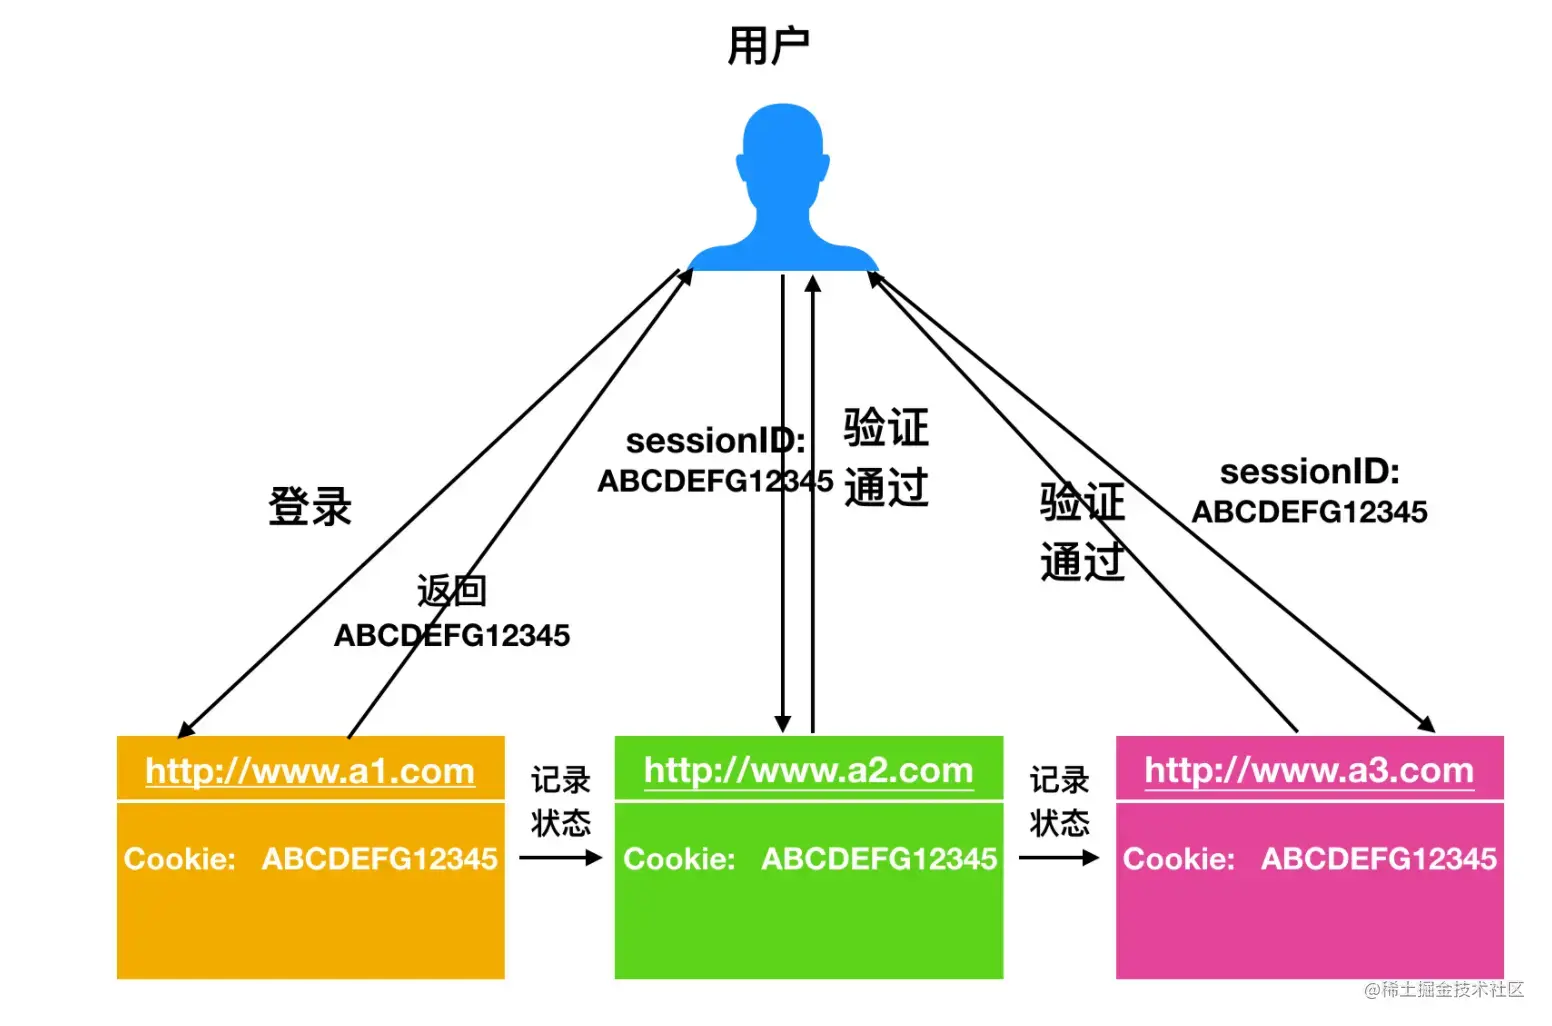 用户
登录
返回
ABCDEFG12345
sessionID:
ABCDEFG12345
验证
通过
验证
通过
sessionID:
ABCDEFG12345
http://www.a1.com
Cookie: ABCDEFG12345
记录
状态
http://www.a2.com
Cookie: ABCDEFG12345
记录
状态
http://www.a3.com
Cookie: ABCDEFG12345
@稀土掘金技术社区